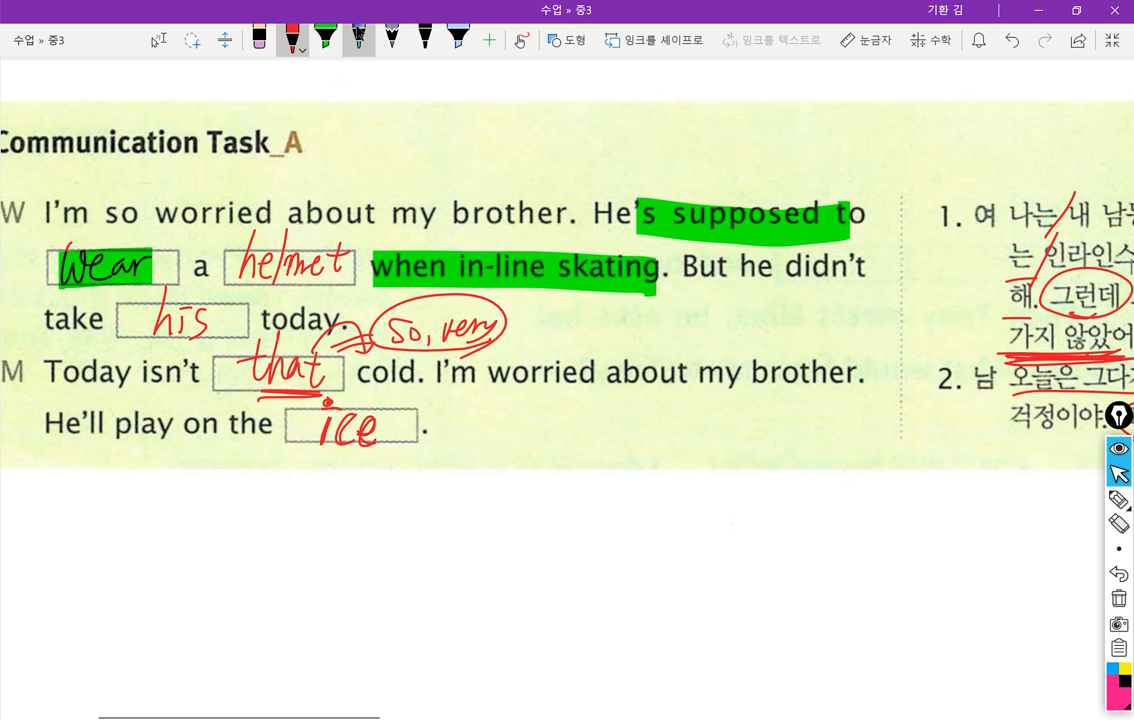 수업 » 중3
기환 김
수업 » 중3
도형
잉크를 셰이프로
잉크를 텍스트로
눈금자
수학
Communication Task_A
W I'm so worried about my brother. He's supposed to
wear a helmet when in-line skating. But he didn't
take his today.
so, very
M Today isn't that cold. I'm worried about my brother.
He'll play on the ice.
1. 여 나는 내 남동
는 인라인스
해. 그런데
가지 않았어
2. 남 오늘은 그다지
걱정이야.